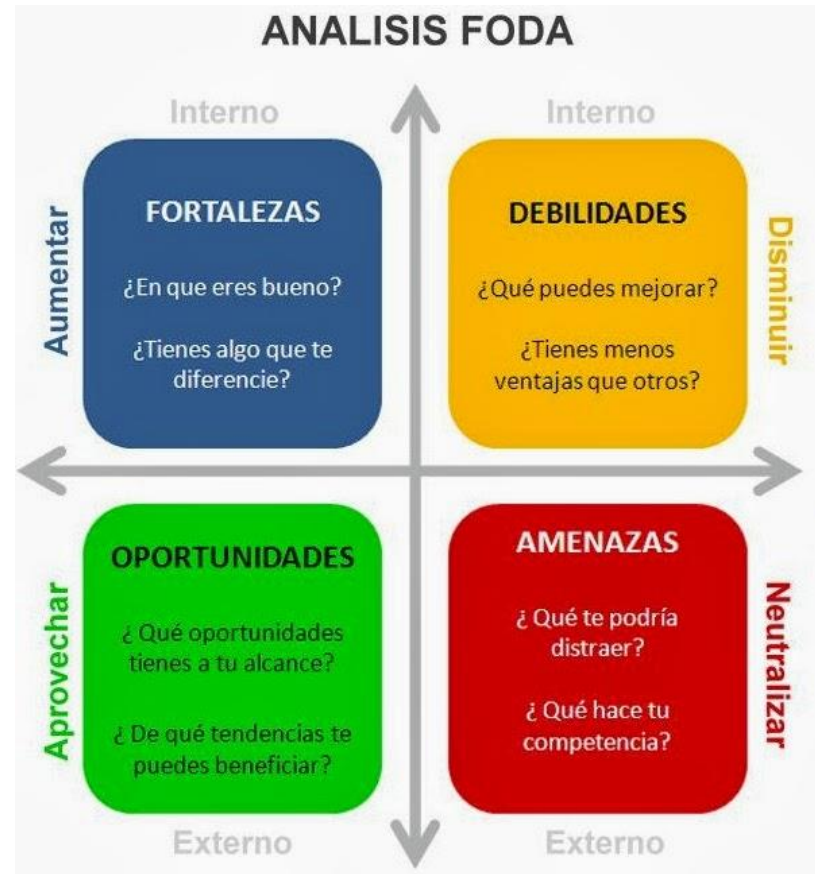 ANALISIS FODA
Interno
Interno
Aumentar
FORTALEZAS
¿En que eres bueno?
¿Tienes algo que te
diferencie?
DEBILIDADES
¿Qué puedes mejorar?
¿Tienes menos
ventajas que otros?
Disminuir
Aprovechar
OPORTUNIDADES
¿ Qué oportunidades
tienes a tu alcance?
¿ De qué tendencias te
puedes beneficiar?
AMENAZAS
¿ Qué te podría
distraer?
¿ Qué hace tu
competencia?
Neutralizar
Externo
Externo